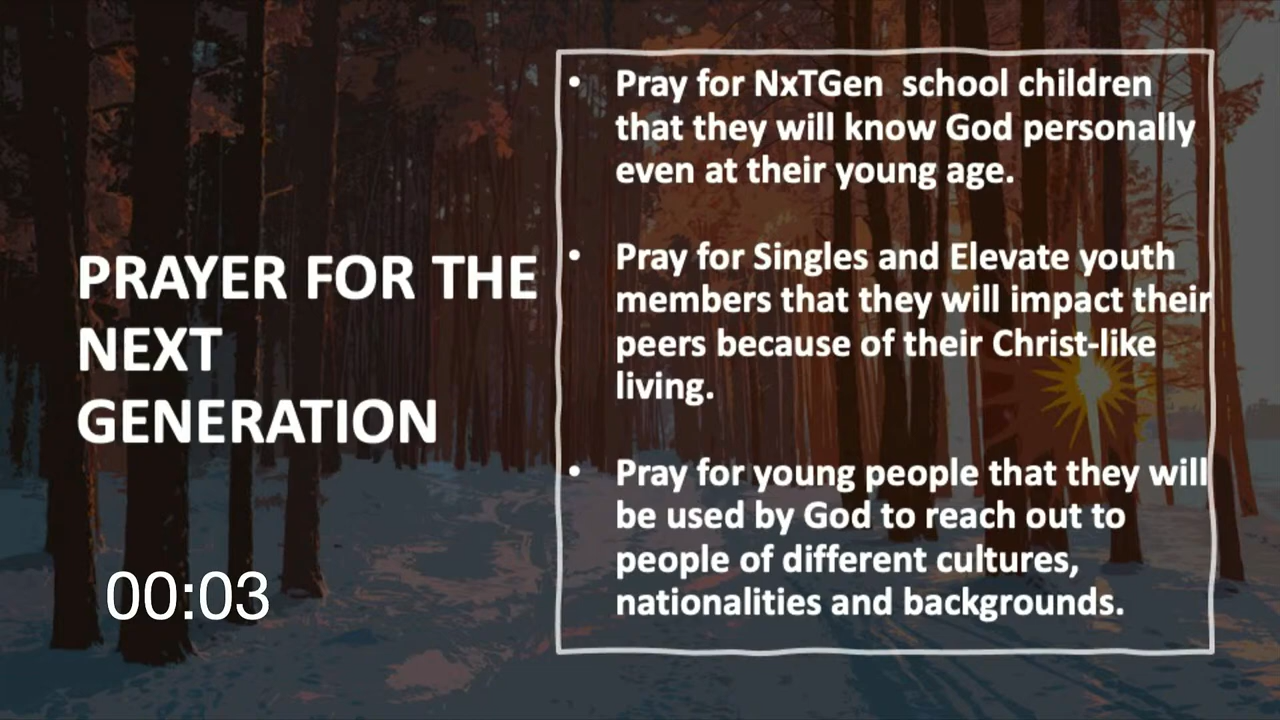 PRAYER FOR THE
NEXT
GENERATION
00:03
• Pray for NxTGen  school children
that they will know God personally
even at their young age.
• Pray for Singles and Elevate youth
members that they will impact their
peers because of their Christ-like
living.
• Pray for young people that they will
be used by God to reach out to
people of different cultures,
nationalities and backgrounds.